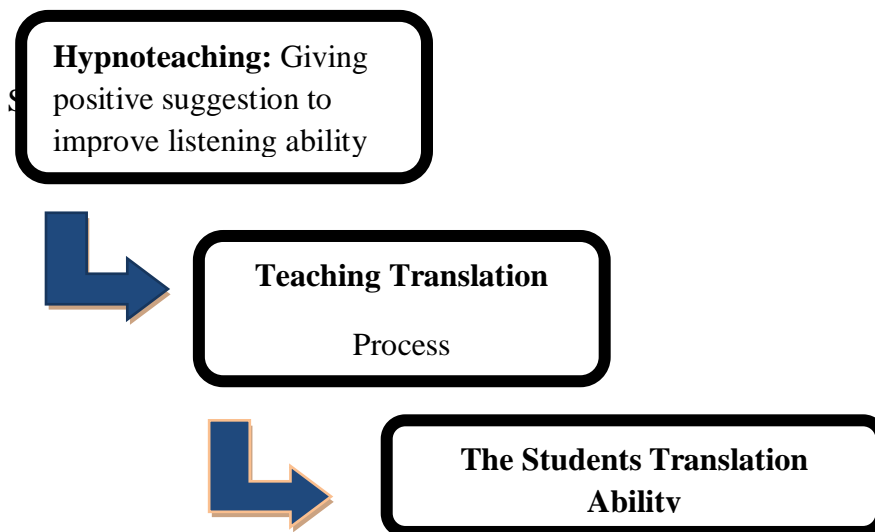 Hypnoteaching: Giving
positive suggestion to
improve listening ability
Teaching Translation
Process
The Students Translation
Ability